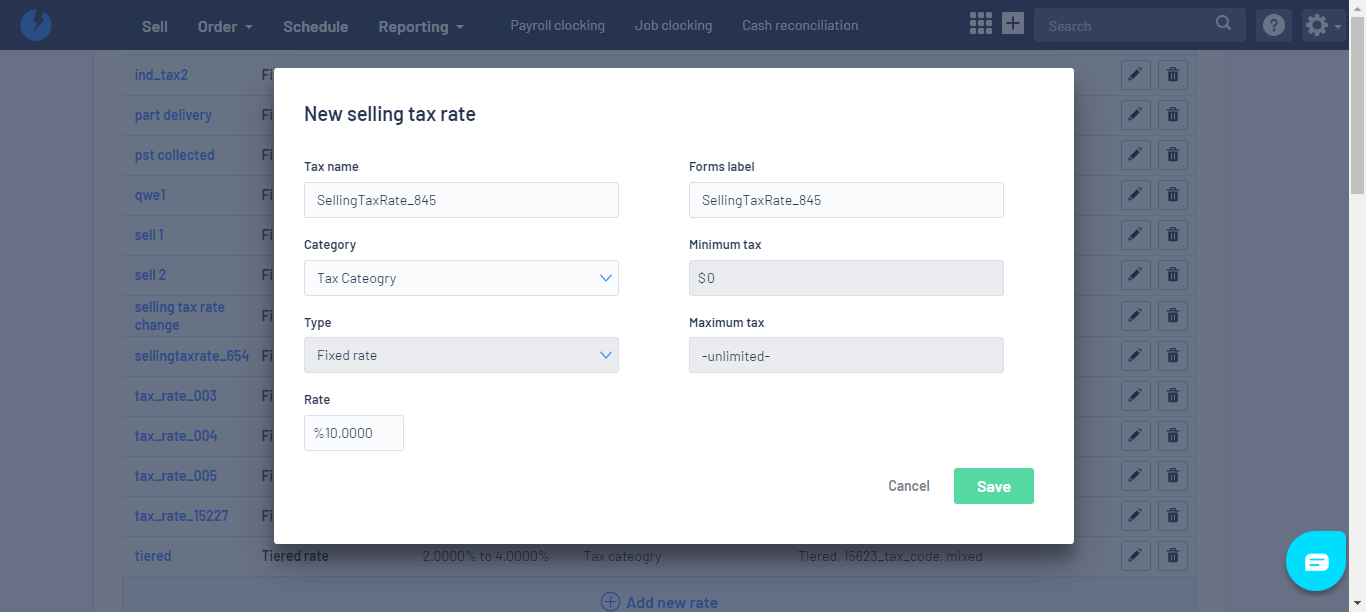 Sell Order Schedule Reporting Payroll clocking Job clocking Cash reconciliation Search
ind_tax2 Fi
part delivery Fi
pst collected Fi
qwe1 Fi
sell 1 Fi
sell 2 Fi
selling tax rate
change Fi
sellingtaxrate_654 Fi
tax_rate_003 Fi
tax_rate_004 Fi
tax_rate_005 Fi
tax_rate_15227 Fi
tiered Tiered rate 2.0000% to 4.0000% Tax cateogry Tiered, 15623_tax_code, mixed
Add new rate
New selling tax rate
Tax name Forms label
SellingTaxRate_845 SellingTaxRate_845
Category Minimum tax
Tax Cateogry $0
Type Maximum tax
Fixed rate -unlimited-
Rate
%10.0000
Cancel Save